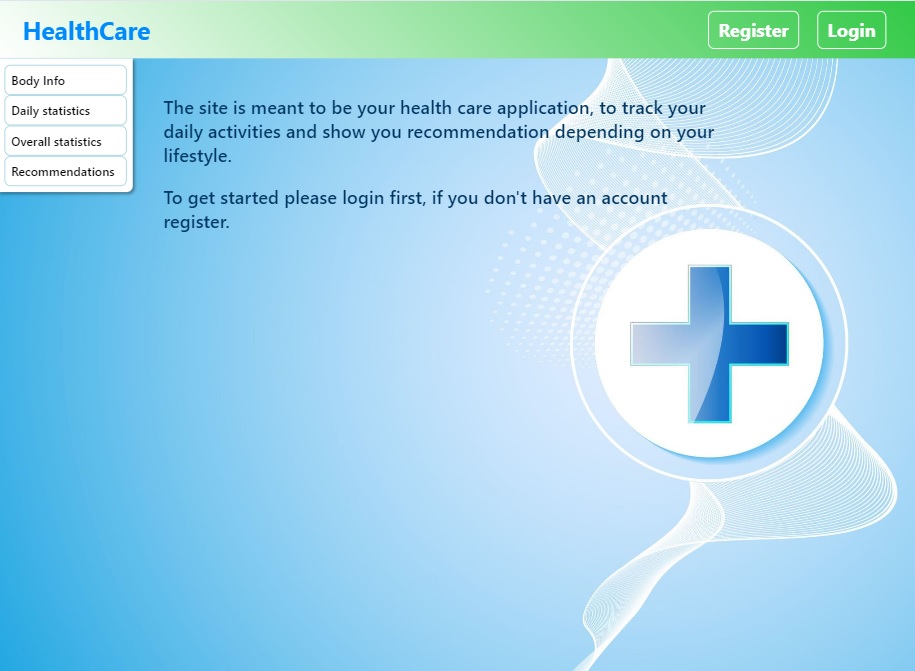 HealthCare
Register
Login
Body Info
Daily statistics
Overall statistics
Recommendations
The site is meant to be your health care application, to track your
daily activities and show you recommendation depending on your
lifestyle.
To get started please login first, if you don't have an account
register.